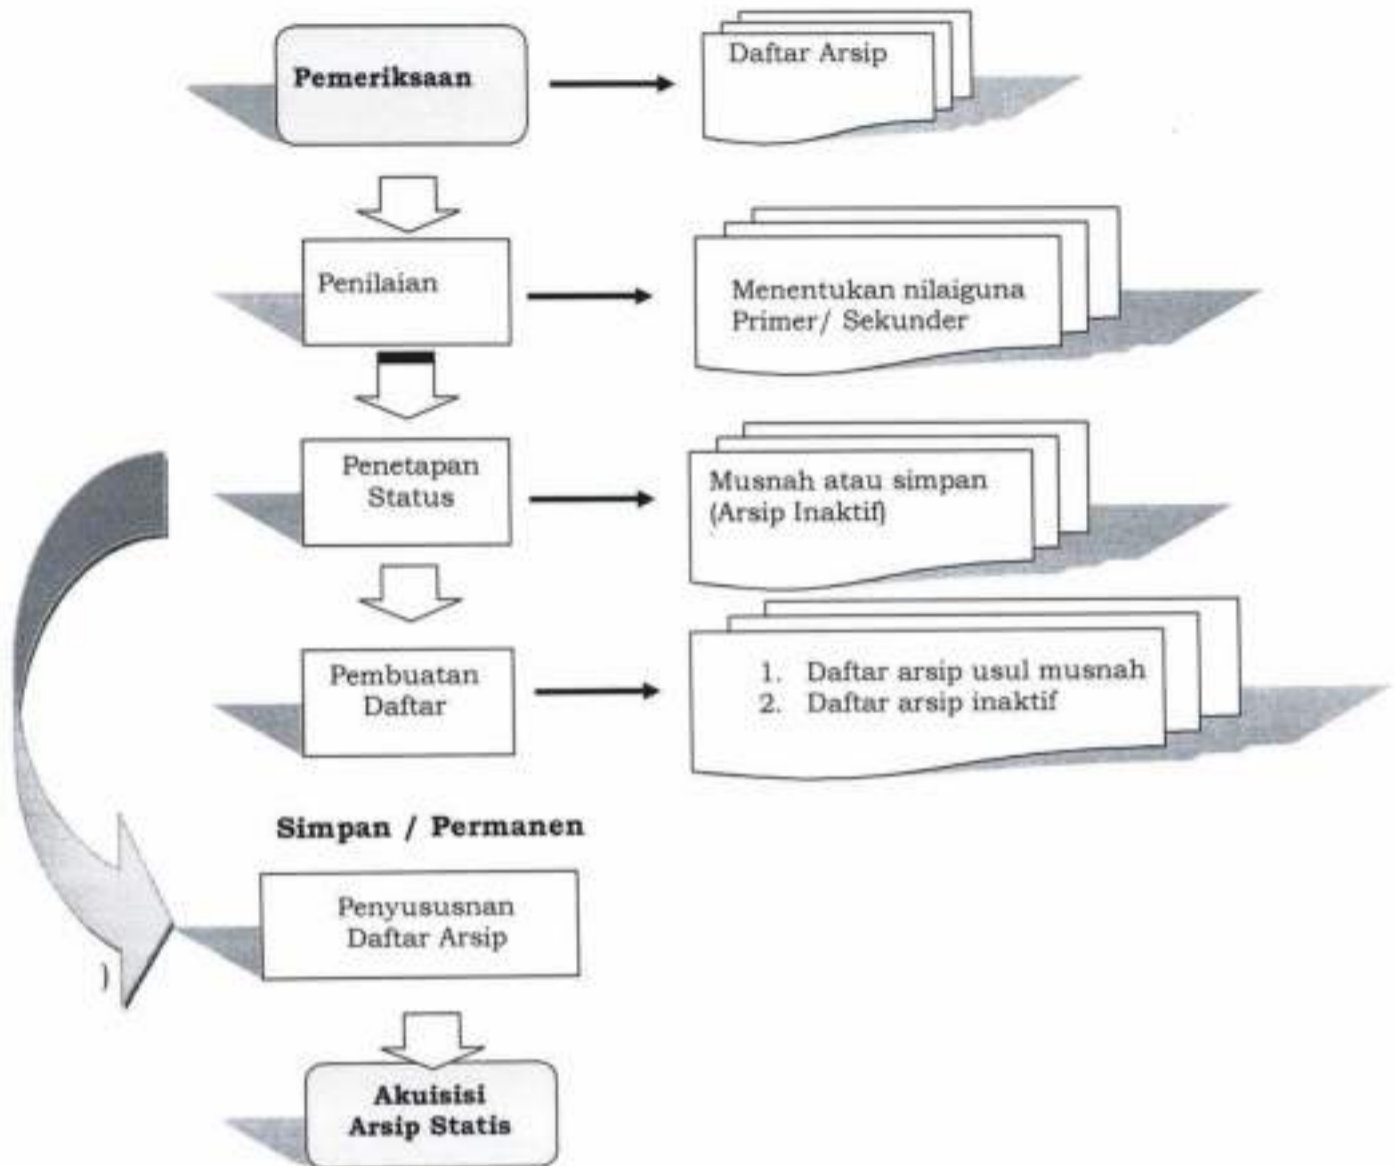 Pemeriksaan
Daftar Arsip
Penilaian
Menentukan nilaiguna
Primer/ Sekunder
Penetapan
Status
Musnah atau simpan
(Arsip Inaktif)
Pembuatan
Daftar
1. Daftar arsip usul musnah
2. Daftar arsip inaktif
Simpan / Permanen
Penyususnan
Daftar Arsip
)
Akuisisi
Arsip Statis